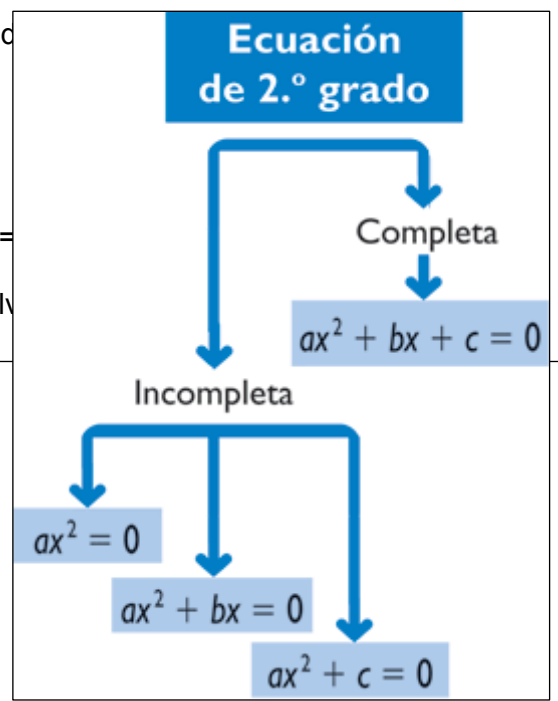 Ecuación
de 2.º grado
Completa
ax² + bx + c = 0
Incompleta
ax² = 0
ax² + bx = 0
ax² + c = 0